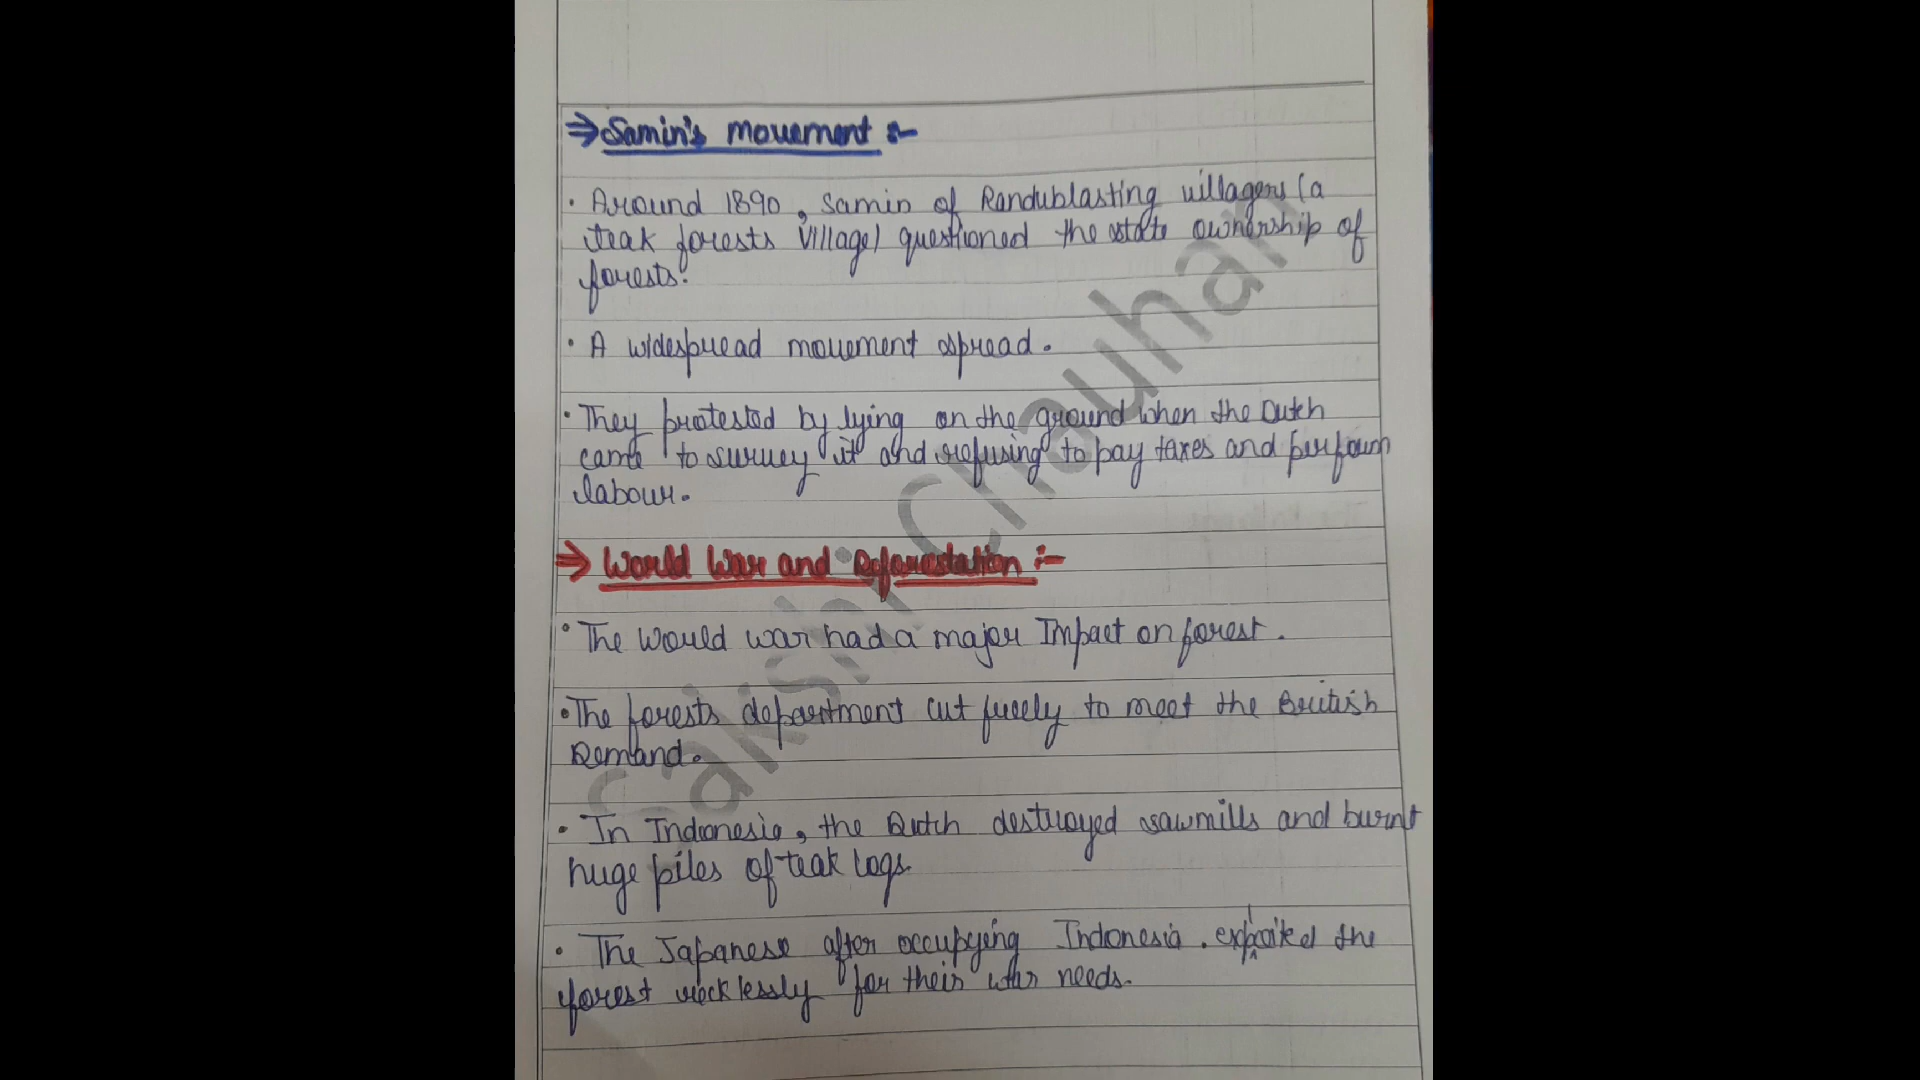 ⇒ Samin's movement :-
• Around 1890, Samin of Randublasting villagers (a
teak forests village) questioned the state ownership of
forests.
• A widespread movement spread.
• They protested by lying on the ground when the Dutch
came to survey it and refusing to pay taxes and perform
labour.
⇒ World War and Deforestation :-
• The World war had a major Impact on forest.
• The forests department cut freely to meet the British
Demand.
• In Indonesia, the Dutch destroyed sawmills and burnt
huge piles of teak logs.
• The Japanese after occupying Indonesia. exploited the
forest recklessly for their war needs.
Sakshi Chauhan